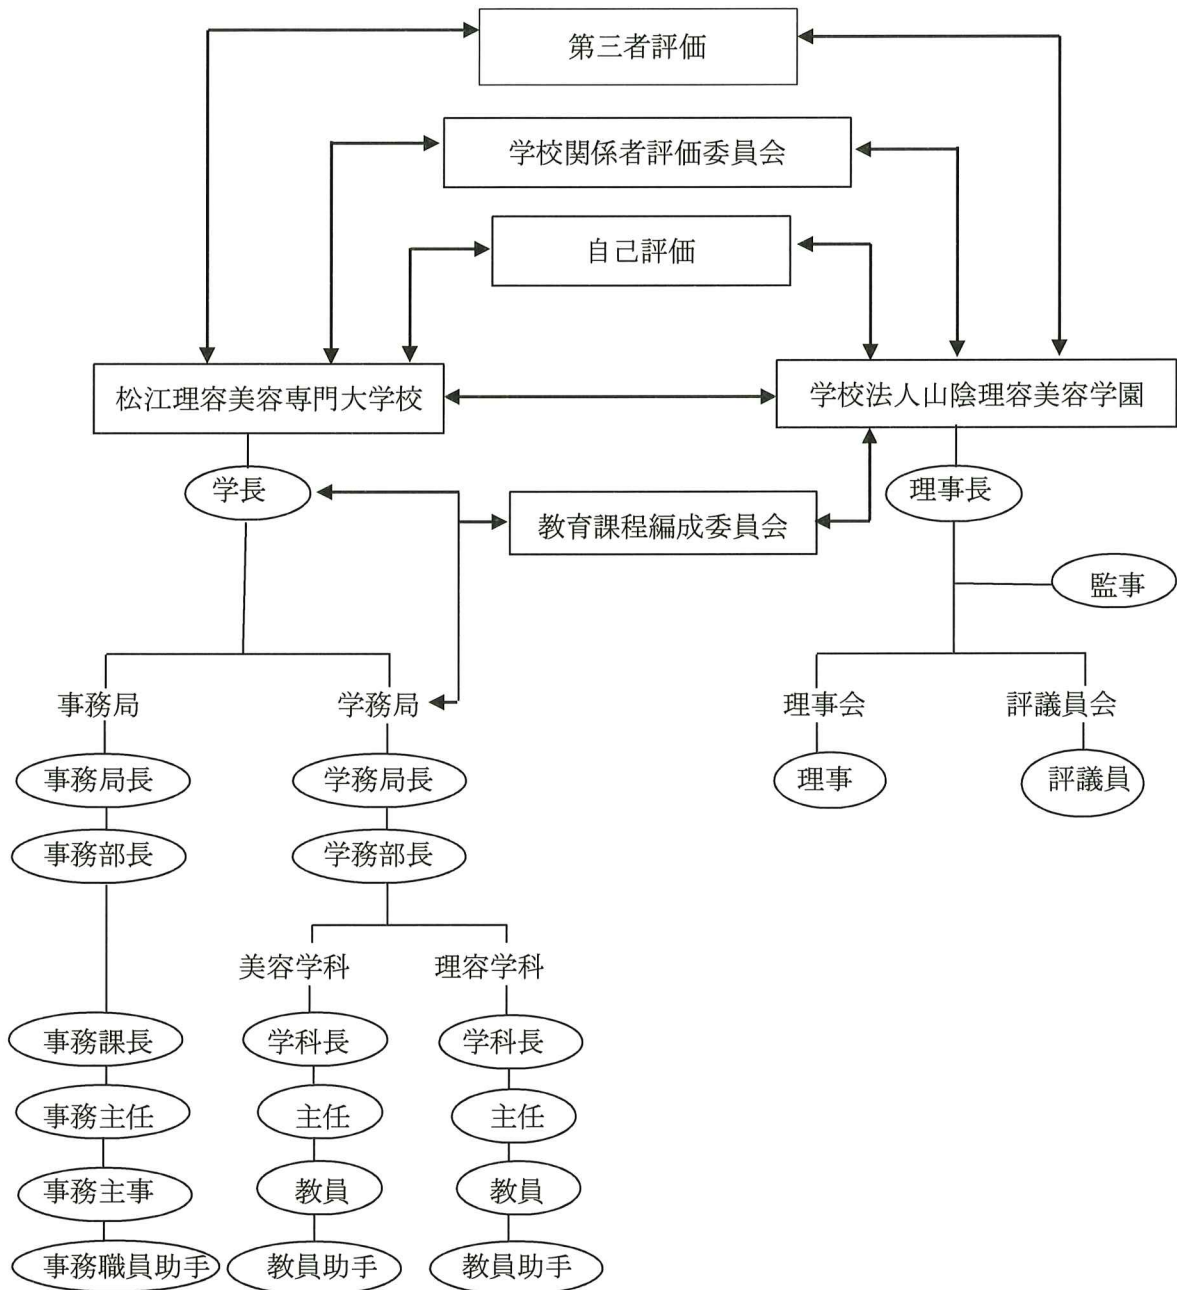 第三者評価
学校関係者評価委員会
自己評価
松江理容美容専門大学校
学校法人山陰理容美容学園
学長
理事長
教育課程編成委員会
監事
事務局
学務局
理事会
評議員会
事務局長
学務局長
理事
評議員
事務部長
学務部長
美容学科
理容学科
事務課長
学科長
学科長
事務主任
主任
主任
事務主事
教員
教員
事務職員助手
教員助手
教員助手